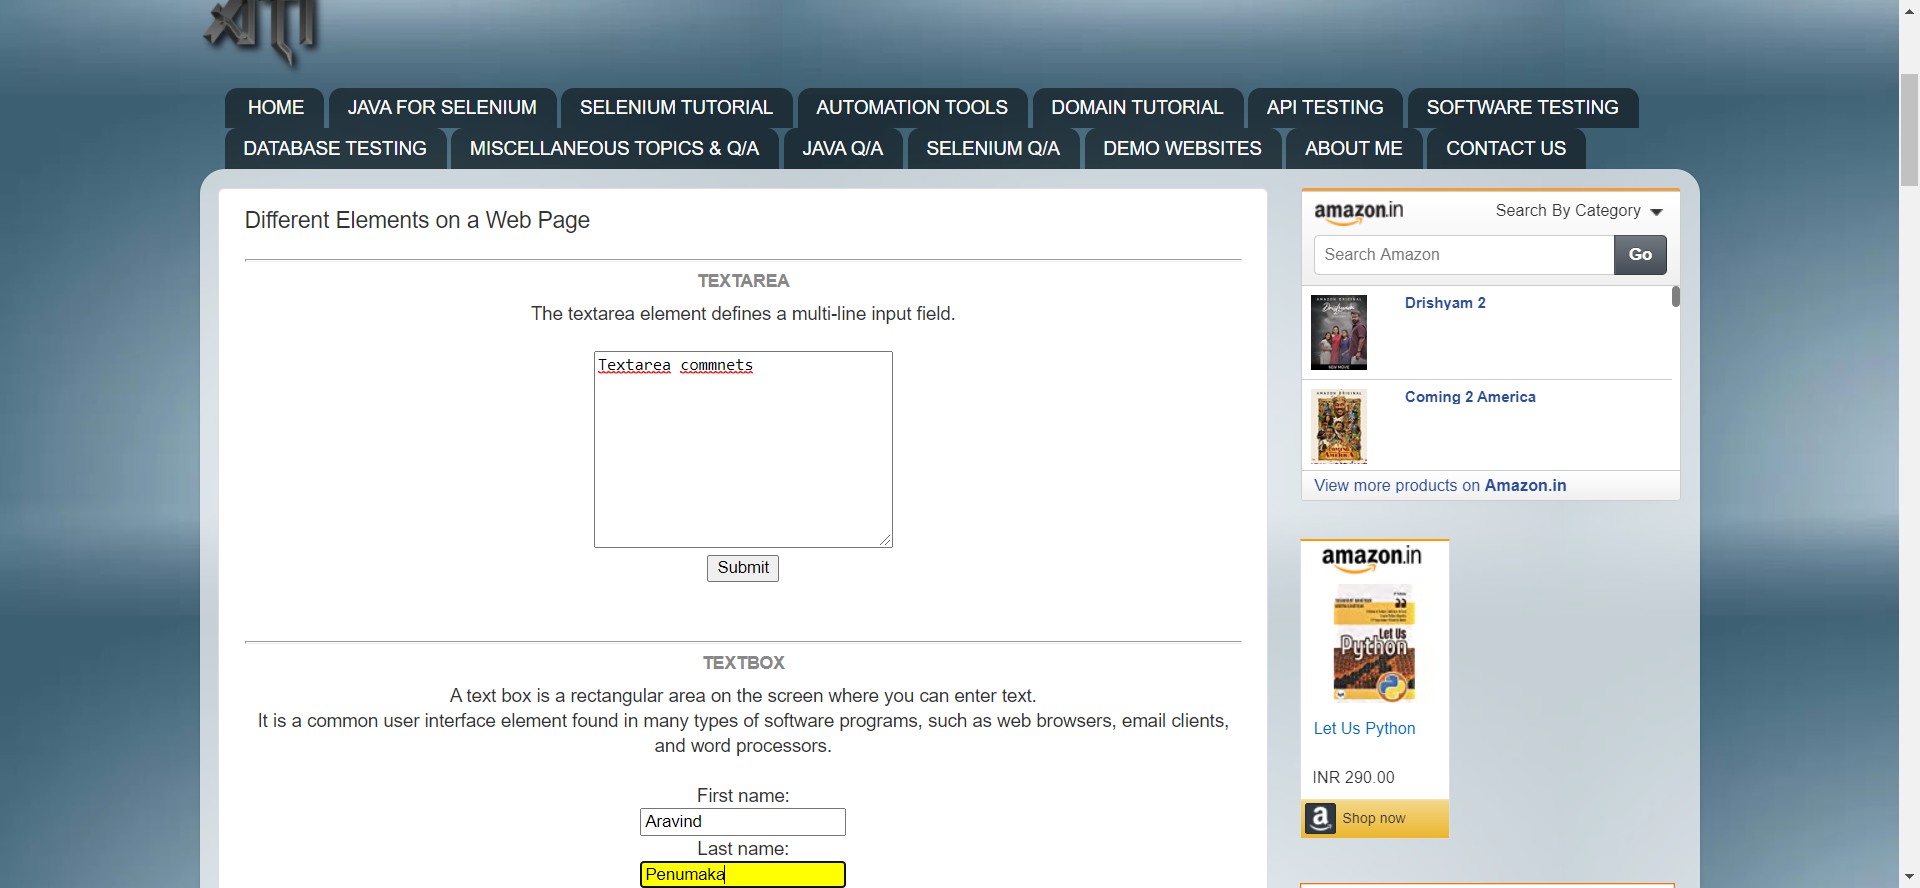 HOME JAVA FOR SELENIUM SELENIUM TUTORIAL AUTOMATION TOOLS DOMAIN TUTORIAL API TESTING SOFTWARE TESTING
DATABASE TESTING MISCELLANEOUS TOPICS & Q/A JAVA Q/A SELENIUM Q/A DEMO WEBSITES ABOUT ME CONTACT US
Different Elements on a Web Page
TEXTAREA
The textarea element defines a multi-line input field.
Textarea commnets
Submit
TEXTBOX
A text box is a rectangular area on the screen where you can enter text.
It is a common user interface element found in many types of software programs, such as web browsers, email clients,
and word processors.
First name:
Aravind
Last name:
Penumaka
amazon.in Search By Category
Search Amazon Go
Drishyam 2
Coming 2 America
View more products on Amazon.in
amazon.in
Let Us
Python
Let Us Python
INR 290.00
a Shop now